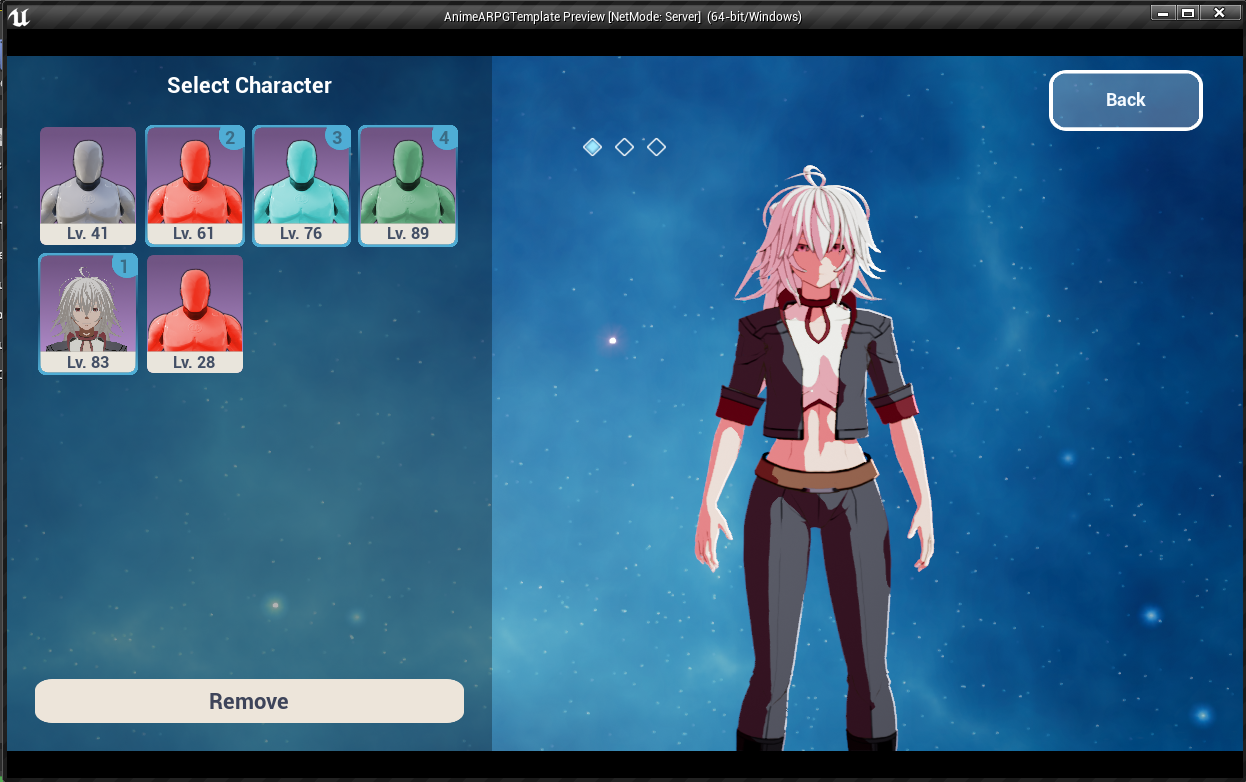 AnimeARPGTemplate Preview [NetMode: Server] (64-bit/Windows)
Select Character
Back
2
3
4
Lv. 41
Lv. 61
Lv. 76
Lv. 89
1
Lv. 83
Lv. 28
Remove